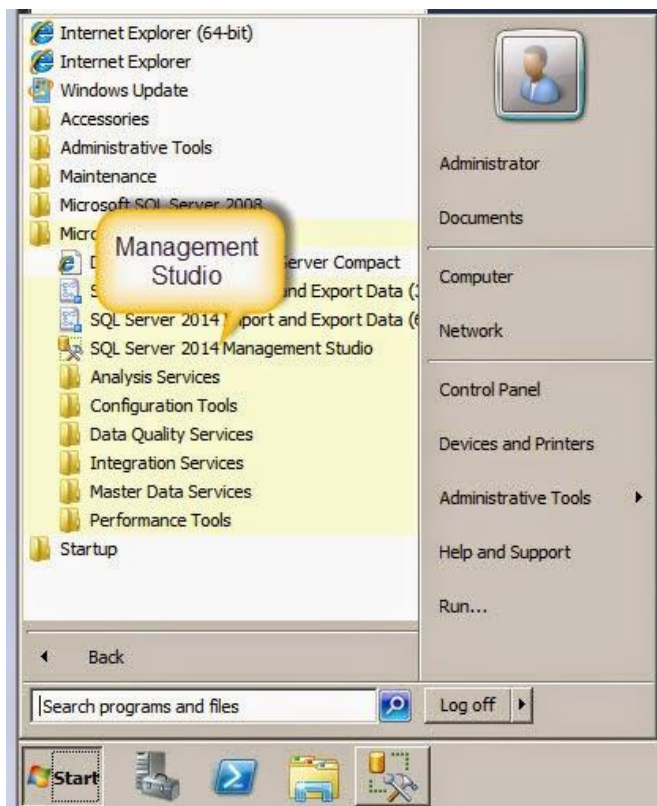 Internet Explorer (64-bit)
Internet Explorer
Windows Update
Accessories
Administrative Tools
Maintenance
Microsoft SQL Server 2008
Management
Studio
Server Compact
and Export Data (
SQL Server 2014 and Export Data (
SQL Server 2014 Management Studio
Analysis Services
Configuration Tools
Data Quality Services
Integration Services
Master Data Services
Performance Tools
Startup
Back
Search programs and files
Administrator
Documents
Computer
Network
Control Panel
Devices and Printers
Administrative Tools
Help and Support
Run...
Log off
Start